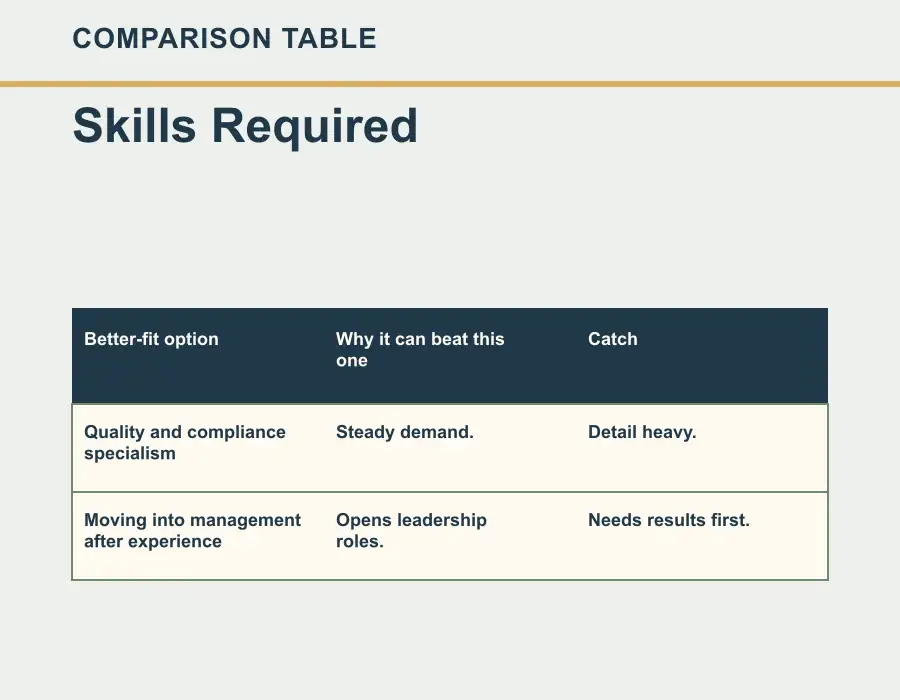 COMPARISON TABLE
Skills Required
Better-fit option
Why it can beat this
one
Catch
Quality and compliance
specialism
Steady demand.
Detail heavy.
Moving into management
after experience
Opens leadership
roles.
Needs results first.